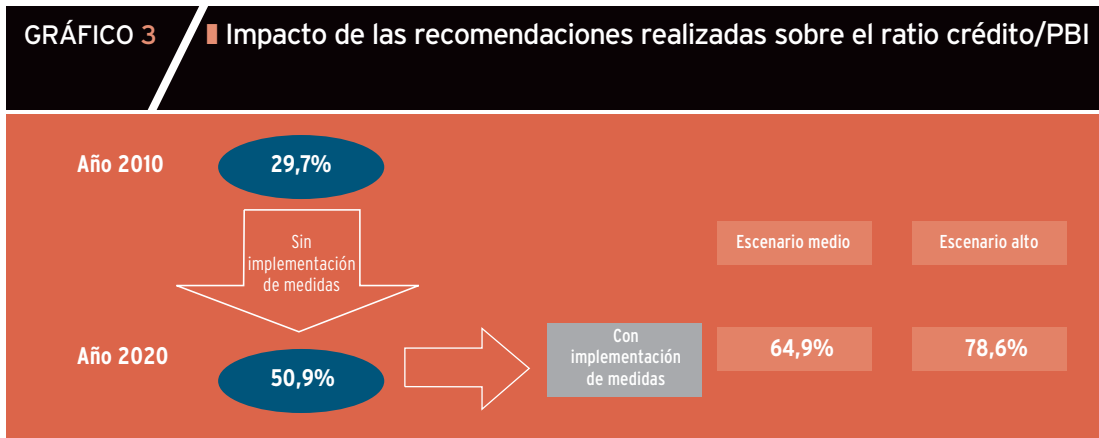 GRÁFICO 3
Impacto de las recomendaciones realizadas sobre el ratio crédito/PBI
Año 2010
29,7%
Sin
implementación
de medidas
Escenario medio
Escenario alto
Año 2020
50,9%
Con
implementación
de medidas
64,9%
78,6%